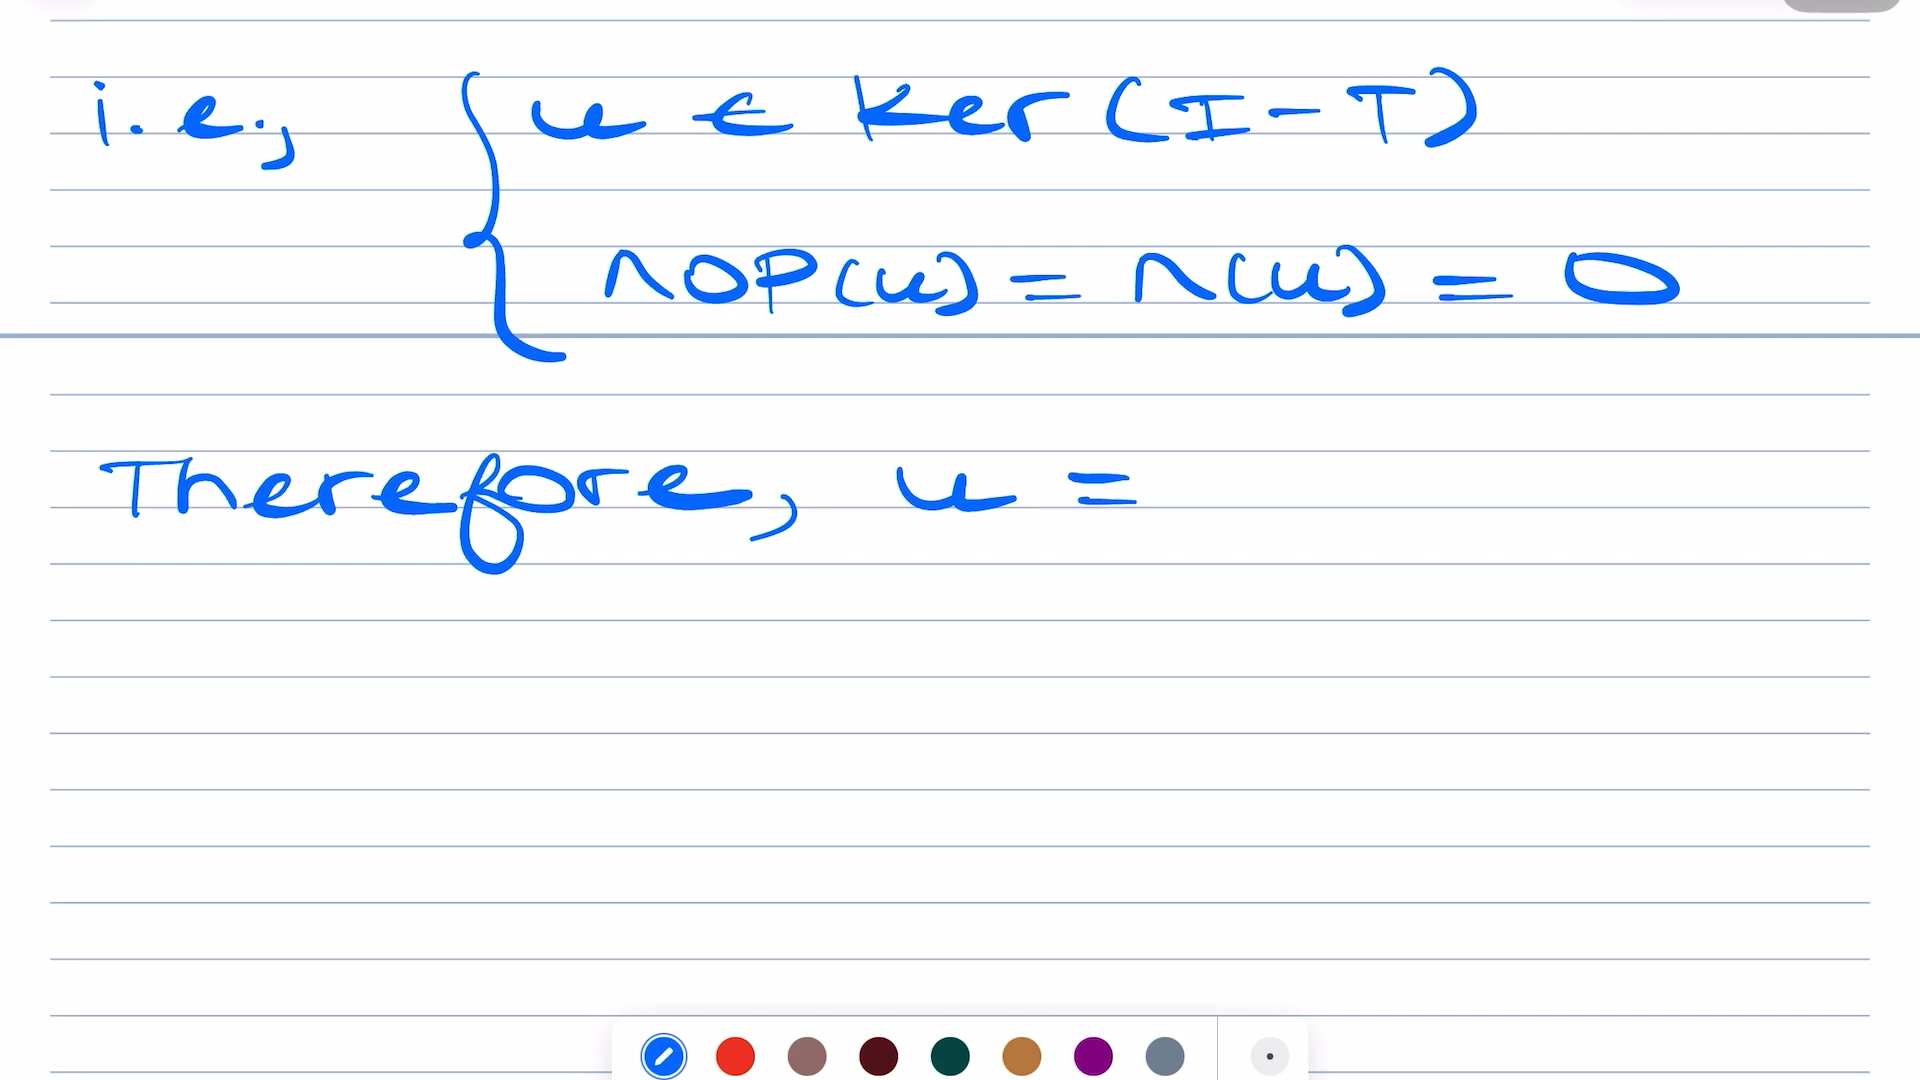 i.e., { u ∈ ker (I - T)
ΛOP(u) = Λ(u) = 0
Therefore, u =